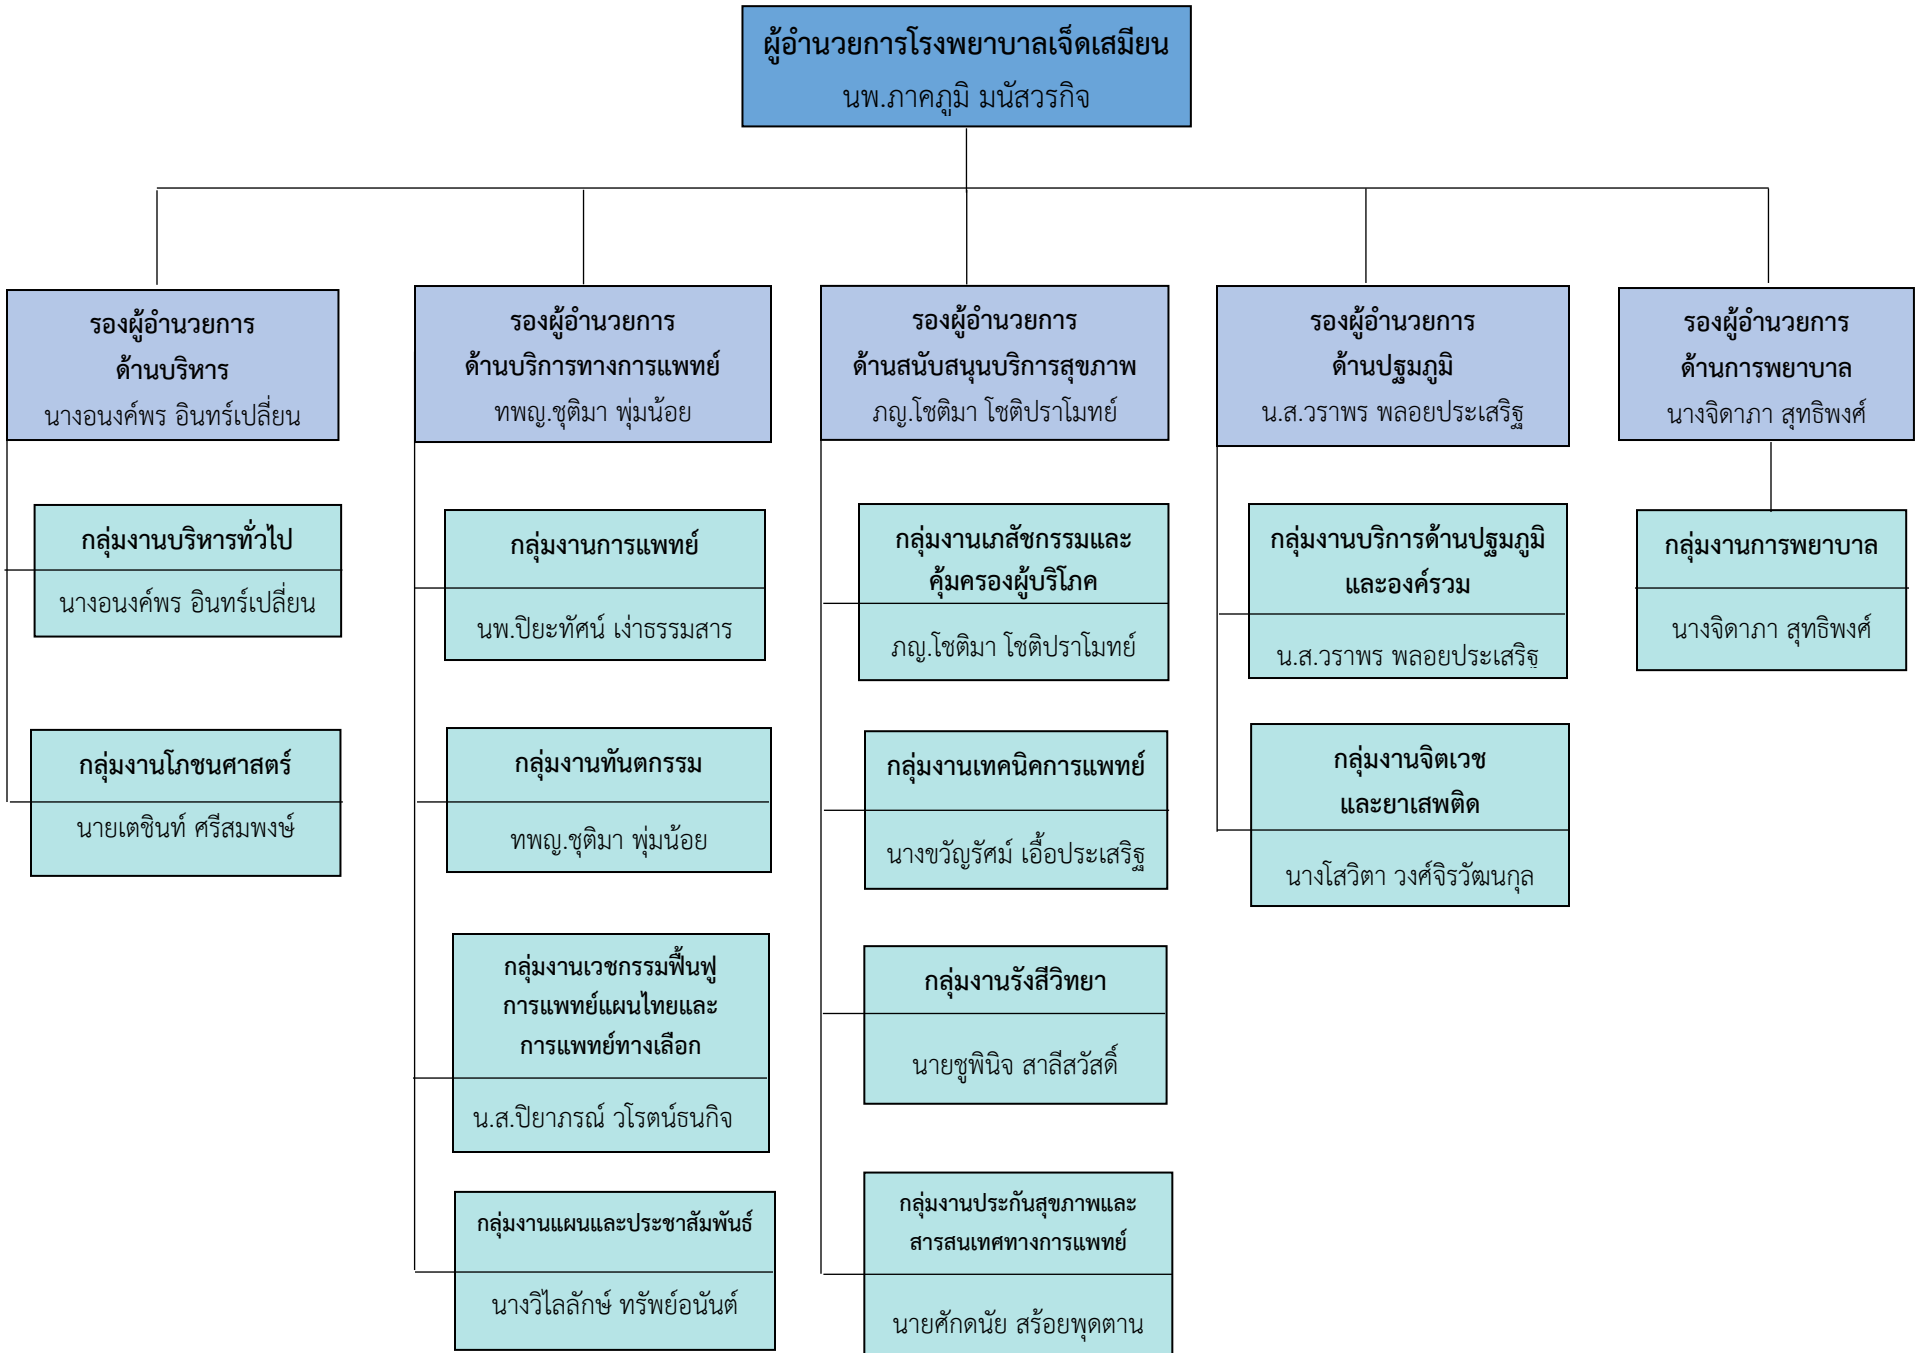 ผู้อำนวยการโรงพยาบาลเจ็ดเสมียน
นพ.ภาคภูมิ มนัสวรกิจ
รองผู้อำนวยการ
ด้านบริหาร
นางอนงค์พร อินทร์เปลี่ยน
กลุ่มงานบริหารทั่วไป
นางอนงค์พร อินทร์เปลี่ยน
กลุ่มงานโภชนศาสตร์
นายเตชินท์ ศรีสมพงษ์
รองผู้อำนวยการ
ด้านบริการทางการแพทย์
ทพญ.ชุติมา พุ่มน้อย
กลุ่มงานการแพทย์
นพ.ปิยะทัศน์ เง่าธรรมสาร
กลุ่มงานทันตกรรม
ทพญ.ชุติมา พุ่มน้อย
กลุ่มงานเวชกรรมฟื้นฟู
การแพทย์แผนไทยและ
การแพทย์ทางเลือก
น.ส.ปิยาภรณ์ วโรตน์ธนกิจ
กลุ่มงานแผนและประชาสัมพันธ์
นางวิไลลักษ์ ทรัพย์อนันต์
รองผู้อำนวยการ
ด้านสนับสนุนบริการสุขภาพ
ภญ.โชติมา โชติปราโมทย์
กลุ่มงานเภสัชกรรมและ
คุ้มครองผู้บริโภค
ภญ.โชติมา โชติปราโมทย์
กลุ่มงานเทคนิคการแพทย์
นางขวัญรัศม์ เอื้อประเสริฐ
กลุ่มงานรังสีวิทยา
นายชูพินิจ สาลีสวัสดิ์
กลุ่มงานประกันสุขภาพและ
สารสนเทศทางการแพทย์
นายศักดนัย สร้อยพุดตาน
รองผู้อำนวยการ
ด้านปฐมภูมิ
น.ส.วราพร พลอยประเสริฐ
กลุ่มงานบริการด้านปฐมภูมิ
และองค์รวม
น.ส.วราพร พลอยประเสริฐ
กลุ่มงานจิตเวช
และยาเสพติด
นางโสวิตา วงศ์จิรวัฒนกุล
รองผู้อำนวยการ
ด้านการพยาบาล
นางจิดาภา สุทธิพงศ์
กลุ่มงานการพยาบาล
นางจิดาภา สุทธิพงศ์